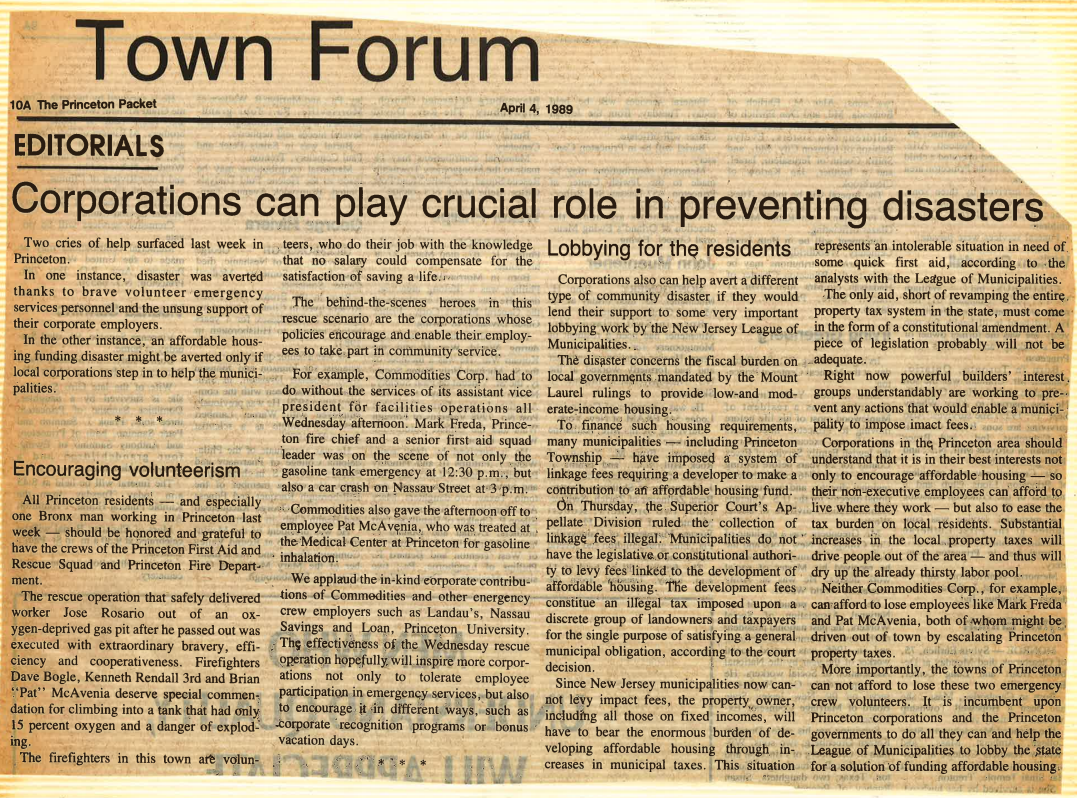 Town Forum
10A The Princeton Packet
April 4, 1989
EDITORIALS
Corporations can play crucial role in preventing disasters
Two cries of help surfaced last week in
Princeton.
In one instance, disaster was averted
thanks to brave volunteer emergency
services personnel and the unsung support of
their corporate employers.
In the other instance, an affordable hous-
ing funding disaster might be averted only if
local corporations step in to help the munici-
palities.
* * *
Encouraging volunteerism
All Princeton residents — and especially
one Bronx man working in Princeton last
week — should be honored and grateful to
have the crews of the Princeton First Aid and
Rescue Squad and Princeton Fire Depart-
ment.
The rescue operation that safely delivered
worker Jose Rosario out of an ox-
ygen-deprived gas pit after he passed out was
executed with extraordinary bravery, effi-
ciency and cooperativeness. Firefighters
Dave Bogle, Kenneth Rendall 3rd and Brian
"Pat" McAvenia deserve special commen-
dation for climbing into a tank that had only
15 percent oxygen and a danger of explod-
ing.
The firefighters in this town are volun-
teers, who do their job with the knowledge
that no salary could compensate for the
satisfaction of saving a life.
The behind-the-scenes heroes in this
rescue scenario are the corporations whose
policies encourage and enable their employ-
ees to take part in community service.
For example, Commodities Corp. had to
do without the services of its assistant vice
president for facilities operations all
Wednesday afternoon. Mark Freda, Prince-
ton fire chief and a senior first aid squad
leader was on the scene of not only the
gasoline tank emergency at 12:30 p.m., but
also a car crash on Nassau Street at 3 p.m.
Commodities also gave the afternoon off to
employee Pat McAvenia, who was treated at
the Medical Center at Princeton for gasoline
inhalation.
We applaud the in-kind corporate contribu-
tions of Commodities and other emergency
crew employers such as Landau's, Nassau
Savings and Loan, Princeton University.
The effectiveness of the Wednesday rescue
operation hopefully will inspire more corpor-
ations not only to tolerate employee
participation in emergency services, but also
to encourage it in different ways, such as
corporate recognition programs or bonus
vacation days.
* * *
Lobbying for the residents
Corporations also can help avert a different
type of community disaster if they would
lend their support to some very important
lobbying work by the New Jersey League of
Municipalities.
The disaster concerns the fiscal burden on
local governments mandated by the Mount
Laurel rulings to provide low-and mod-
erate-income housing.
To finance such housing requirements,
many municipalities — including Princeton
Township — have imposed a system of
linkage fees requiring a developer to make a
contribution to an affordable housing fund.
On Thursday, the Superior Court's Ap-
pellate Division ruled the collection of
linkage fees illegal. Municipalities do not
have the legislative or constitutional authori-
ty to levy fees linked to the development of
affordable housing. The development fees
constitute an illegal tax imposed upon a
discrete group of landowners and taxpayers
for the single purpose of satisfying a general
municipal obligation, according to the court
decision.
Since New Jersey municipalities now can-
not levy impact fees, the property owner,
including all those on fixed incomes, will
have to bear the enormous burden of de-
veloping affordable housing through in-
creases in municipal taxes. This situation
represents an intolerable situation in need of
some quick first aid, according to the
analysts with the League of Municipalities.
The only aid, short of revamping the entire
property tax system in the state, must come
in the form of a constitutional amendment. A
piece of legislation probably will not be
adequate.
Right now powerful builders' interest
groups understandably are working to pre-
vent any actions that would enable a munici-
pality to impose imact fees.
Corporations in the Princeton area should
understand that it is in their best interests not
only to encourage affordable housing — so
their non-executive employees can afford to
live where they work — but also to ease the
tax burden on local residents. Substantial
increases in the local property taxes will
drive people out of the area — and thus will
dry up the already thirsty labor pool.
Neither Commodities Corp., for example,
can afford to lose employees like Mark Freda
and Pat McAvenia, both of whom might be
driven out of town by escalating Princeton
property taxes.
More importantly, the towns of Princeton
can not afford to lose these two emergency
crew volunteers. It is incumbent upon
Princeton corporations and the Princeton
governments to do all they can and help the
League of Municipalities to lobby the state
for a solution of funding affordable housing.